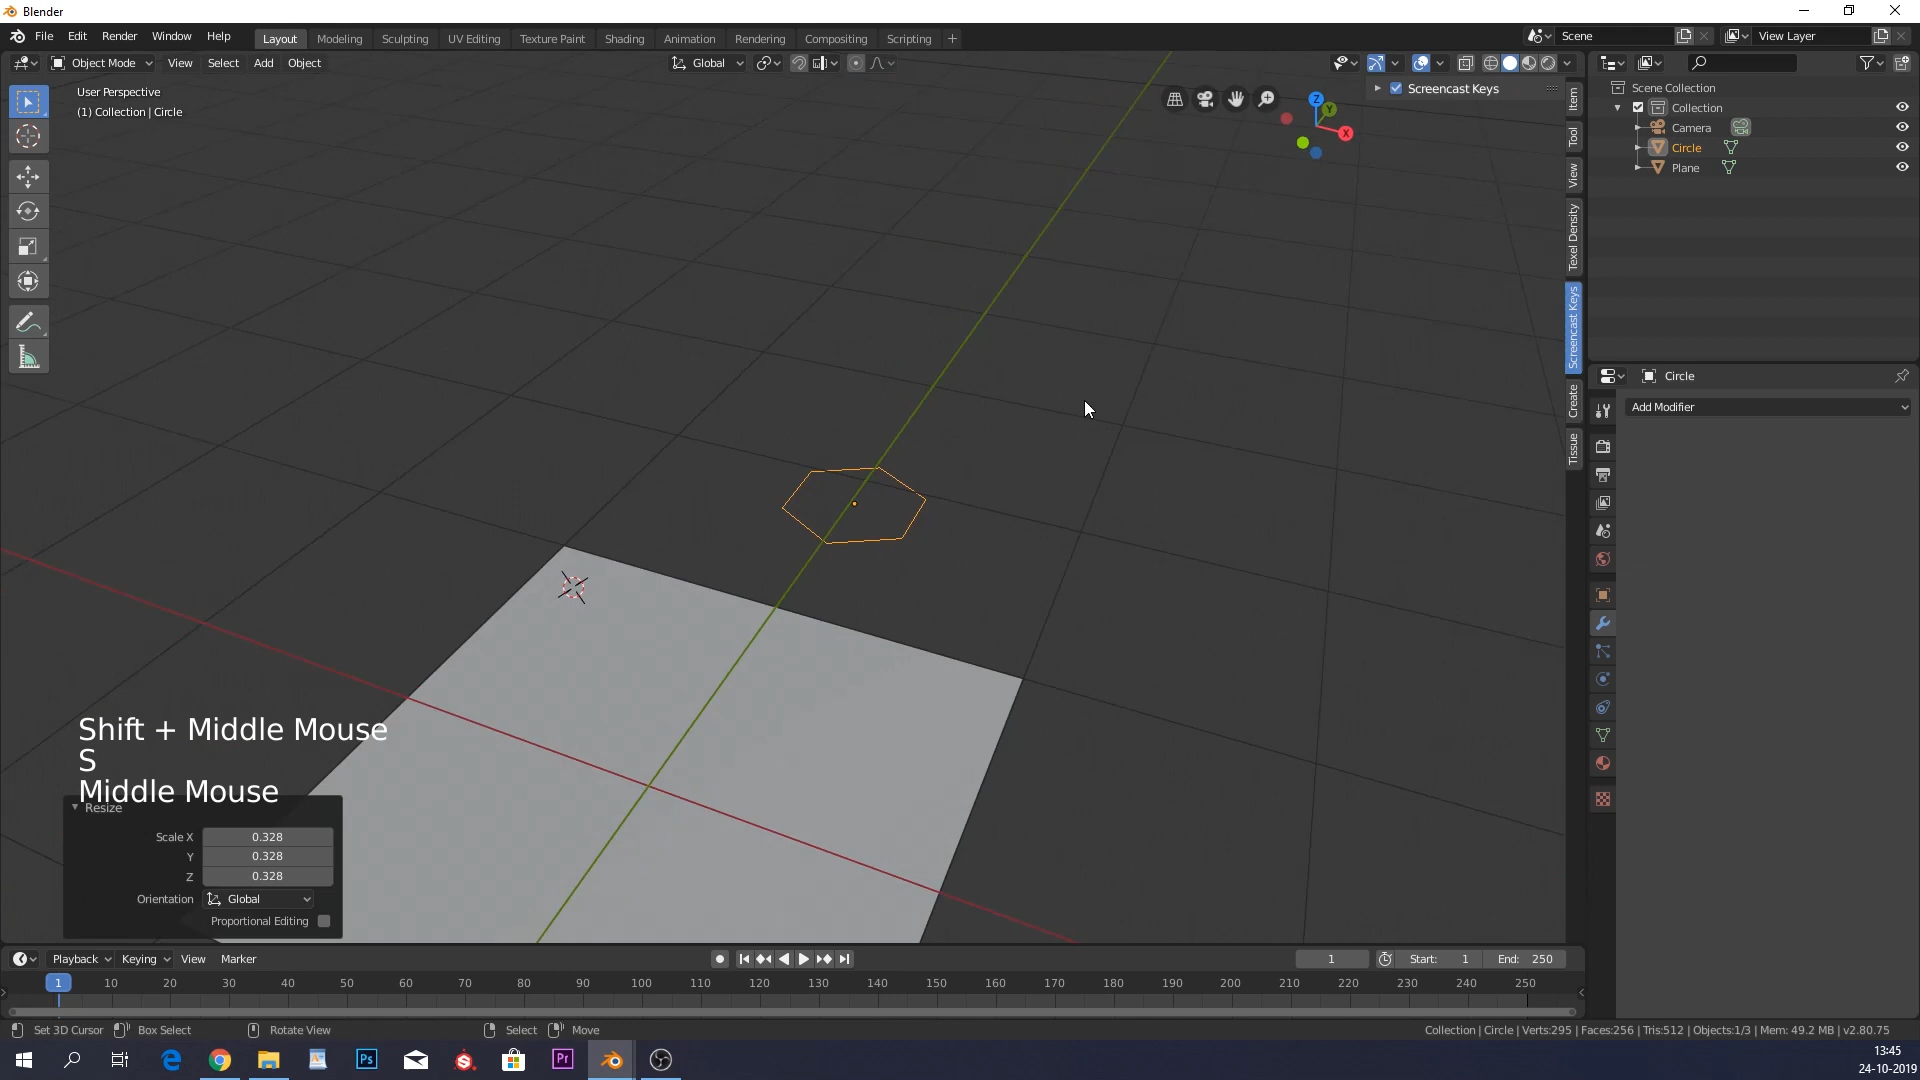 Blender
File Edit Render Window Help
Layout Modeling Sculpting UV Editing Texture Paint Shading Animation Rendering Compositing Scripting +
Scene
View Layer
Object Mode View Select Add Object
Global
User Perspective
(1) Collection | Circle
Screencast Keys
Z
Y
X
Item
Tool
View
Texel Density
Screencast Keys
Create
Tissue
Scene Collection
Collection
Camera
Circle
Plane
Circle
Add Modifier
Shift + Middle Mouse
S
Middle Mouse
Resize
Scale X 0.328
Y 0.328
Z 0.328
Orientation Global
Proportional Editing
Playback Keying View Marker
1
Start: 1
End: 250
1 10 20 30 40 50 60 70 80 90 100 110 120 130 140 150 160 170 180 190 200 210 220 230 240 250
Set 3D Cursor Box Select Rotate View Select Move
Collection | Circle | Verts:295 | Faces:256 | Tris:512 | Objects:1/3 | Mem: 49.2 MB | v2.80.75
Ps
Pr
13:45
24-10-2019